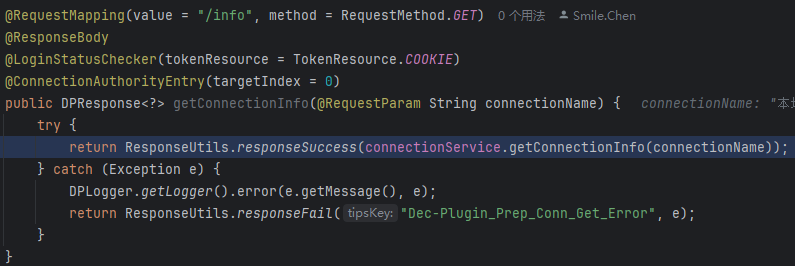 @RequestMapping(value = "/info", method = RequestMethod.GET) 0 个用法 Smile.Chen
@ResponseBody
@LoginStatusChecker(tokenResource = TokenResource.COOKIE)
@ConnectionAuthorityEntry(targetIndex = 0)
public DPResponse<?> getConnectionInfo(@RequestParam String connectionName) { connectionName: "本
try {
return ResponseUtils.responseSuccess(connectionService.getConnectionInfo(connectionName));
} catch (Exception e) {
DPLogger.getLogger().error(e.getMessage(), e);
return ResponseUtils.responseFail( tipsKey: "Dec-Plugin_Prep_Conn_Get_Error", e);
}
}